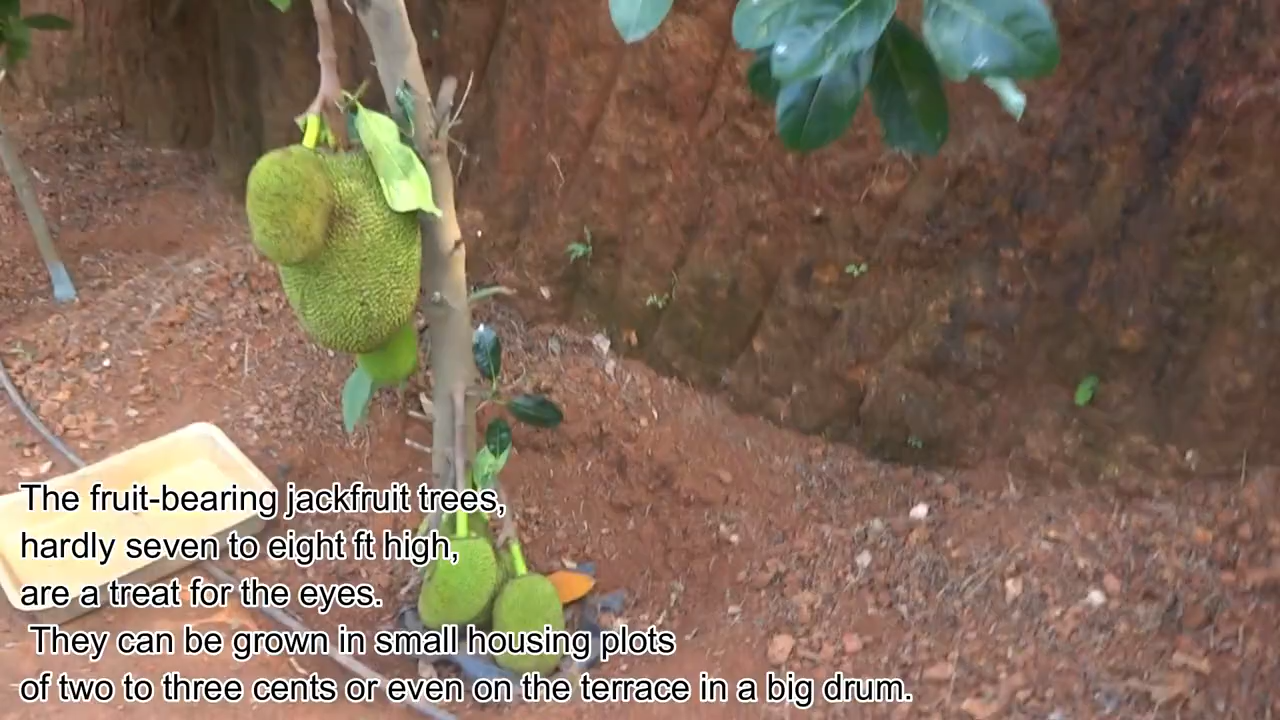 The fruit-bearing jackfruit trees,
hardly seven to eight ft high,
are a treat for the eyes.
They can be grown in small housing plots
of two to three cents or even on the terrace in a big drum.